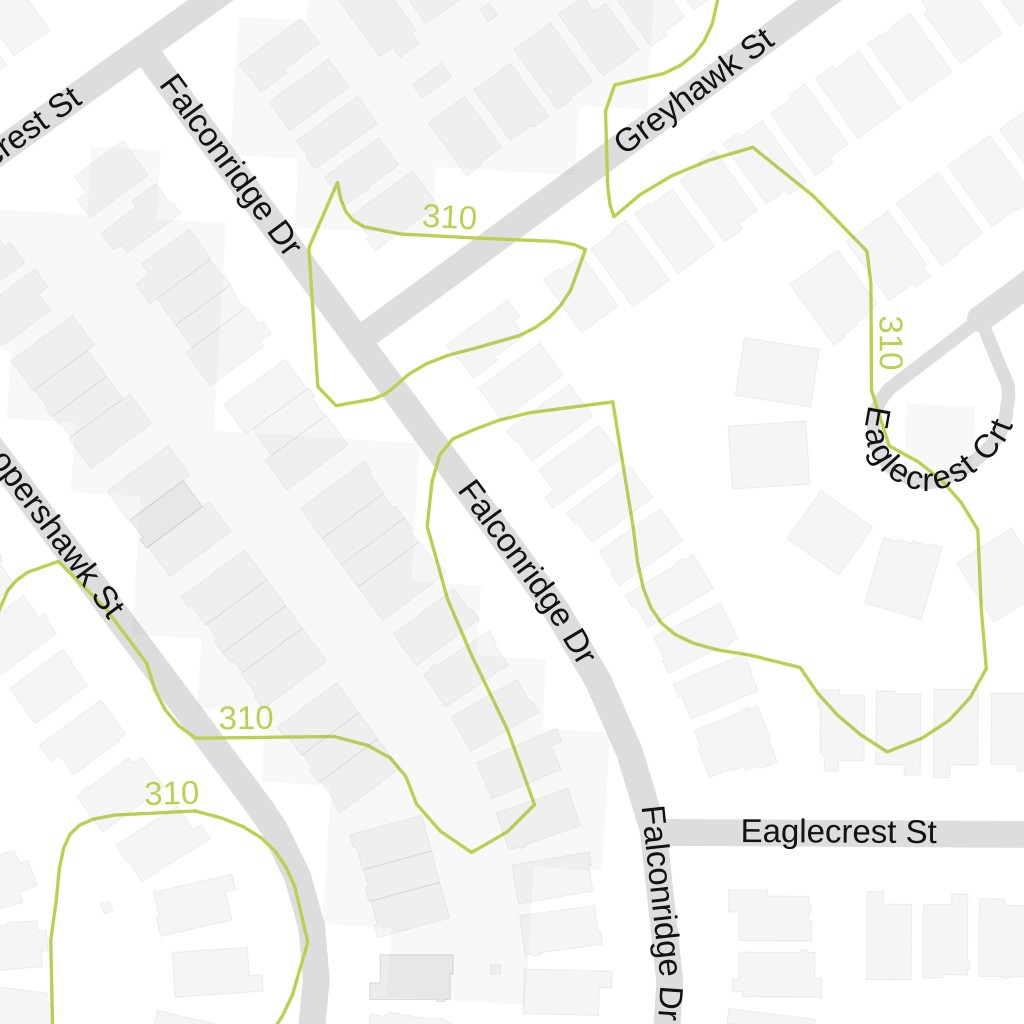 crest St
Falconridge Dr
Greyhawk St
310
310
Eaglecrest Crt
opershawk St
Falconridge Dr
310
310
Eaglecrest St
Falconridge Dr